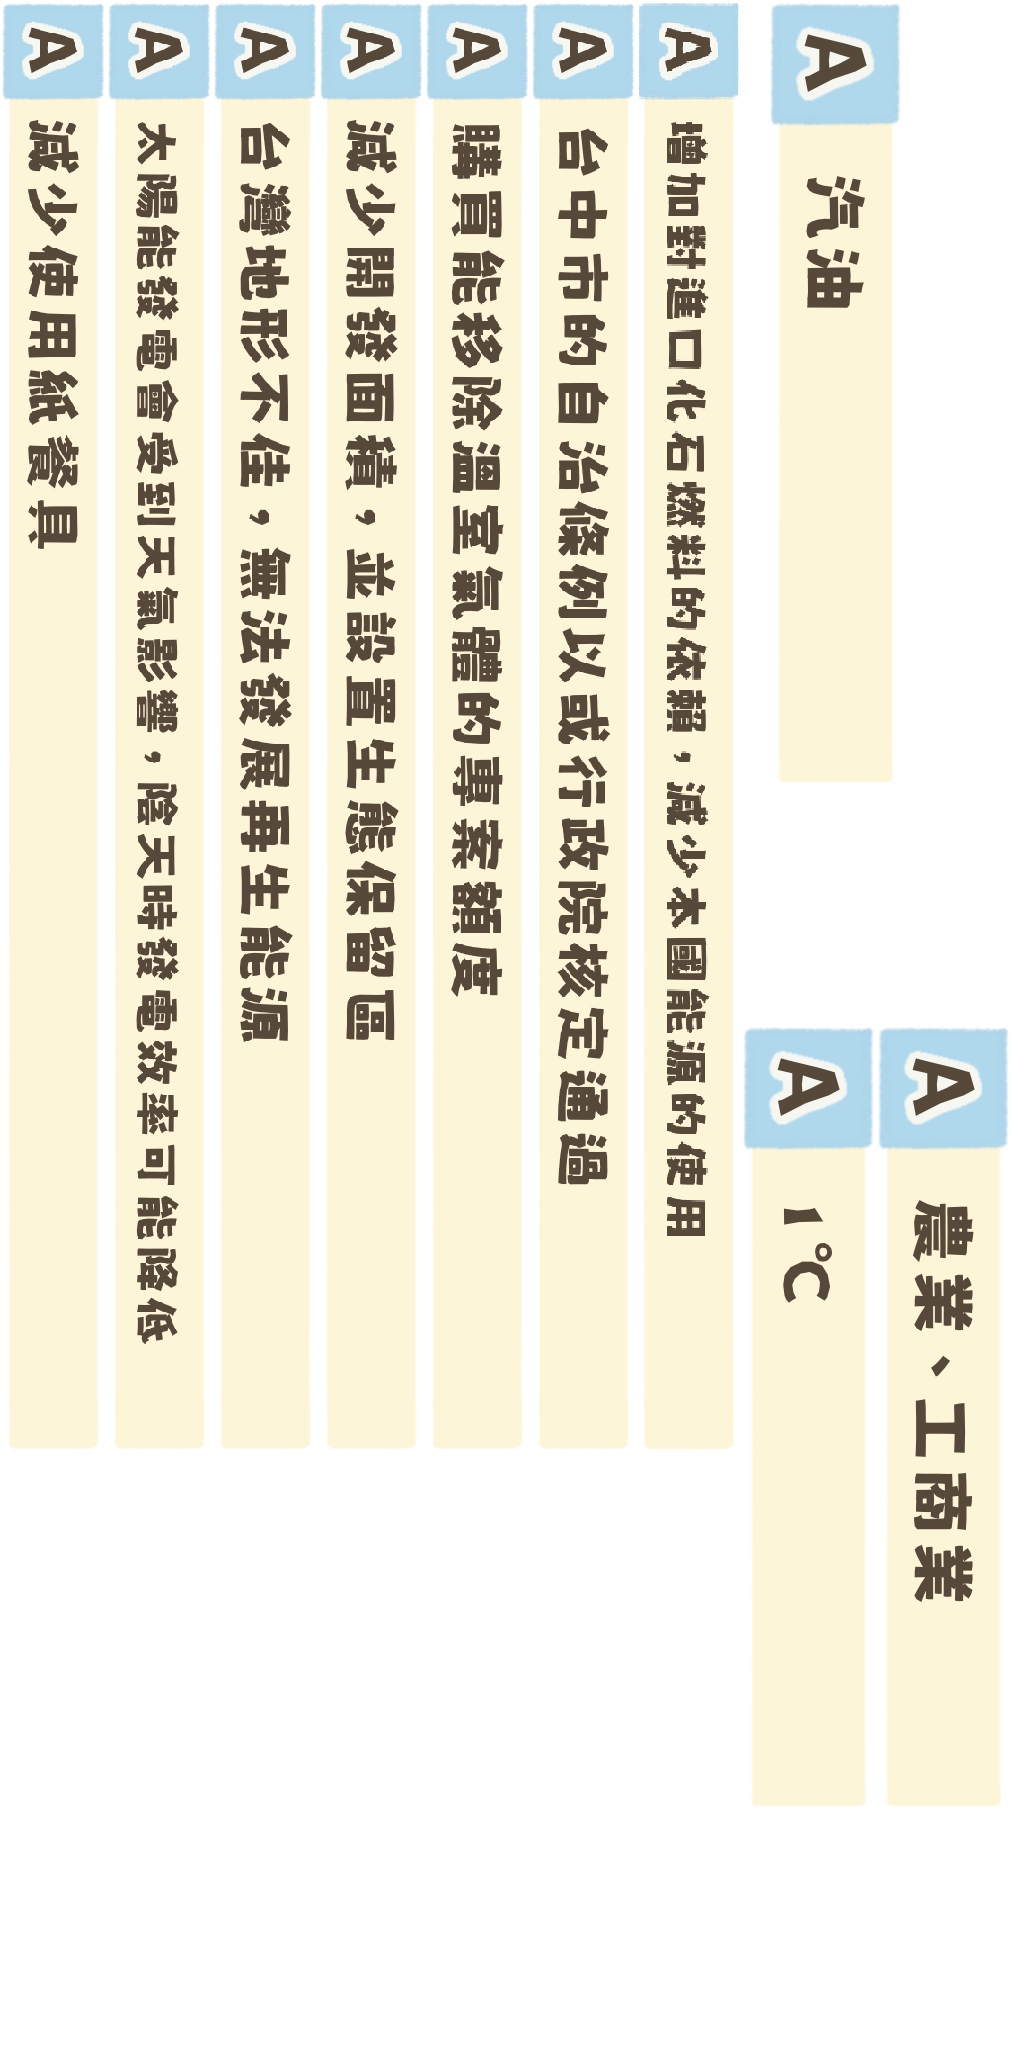 A 汽油
A 農業、工商業
A 1℃
A 增加對進口化石燃料的依賴，減少本國能源的使用
A 台中市的自治條例以或行政院核定通過
A 購買能移除溫室氣體的專案額度
A 減少開發面積，並設置生態保留區
A 台灣地形不佳，無法發展再生能源
A 太陽能發電會受到天氣影響，陰天時發電效率可能降低
A 減少使用紙餐具